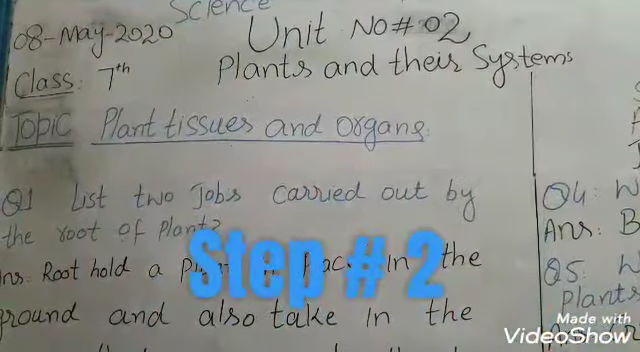 Science
08-May-2020
Unit No# 02
Class: 7th
Plants and their Systems
Topic Plant tissues and organs
Q1 List two Jobs carried out by
the root of Plant?
Ans. Root hold a in the
ground and also take in the
Step # 2
Q4: W
Ans: B
Q5: W
Plants
Made with
VideoShow